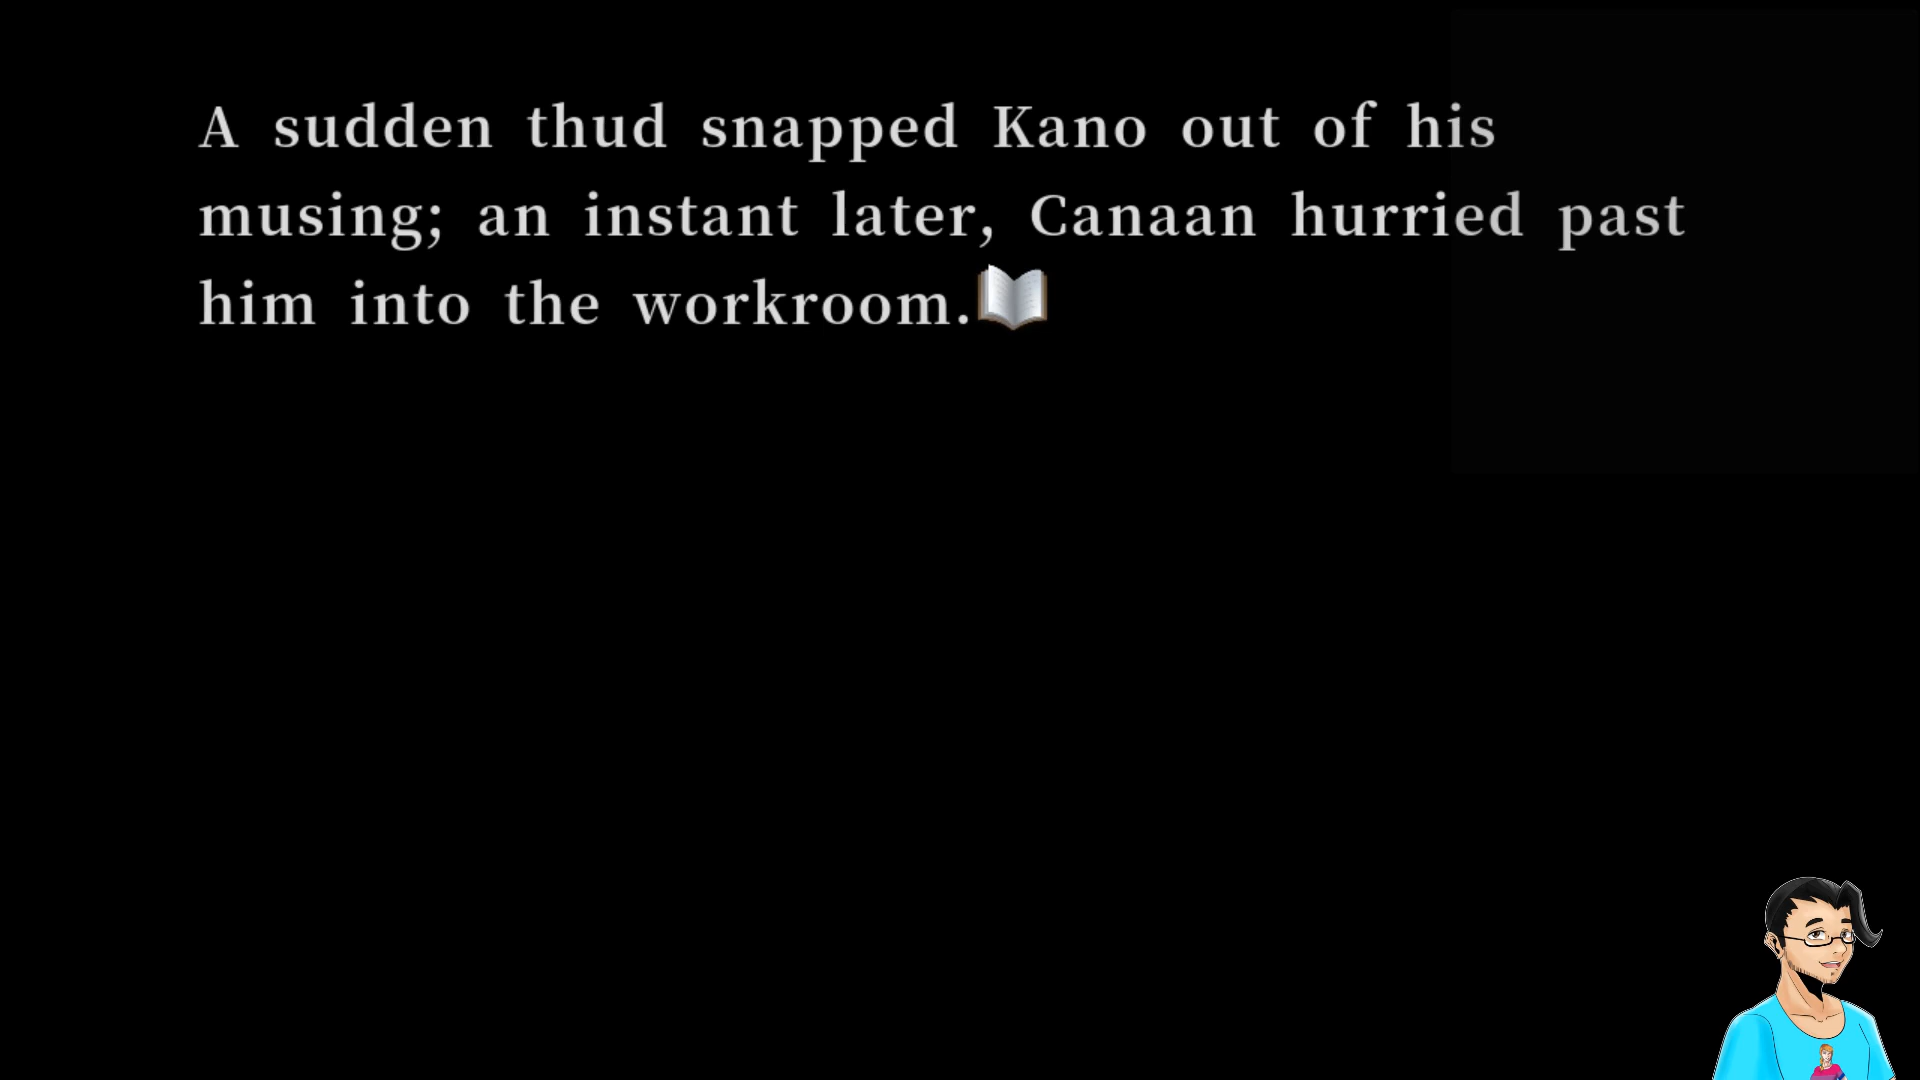 A sudden thud snapped Kano out of his
musing; an instant later, Canaan hurried past
him into the workroom.